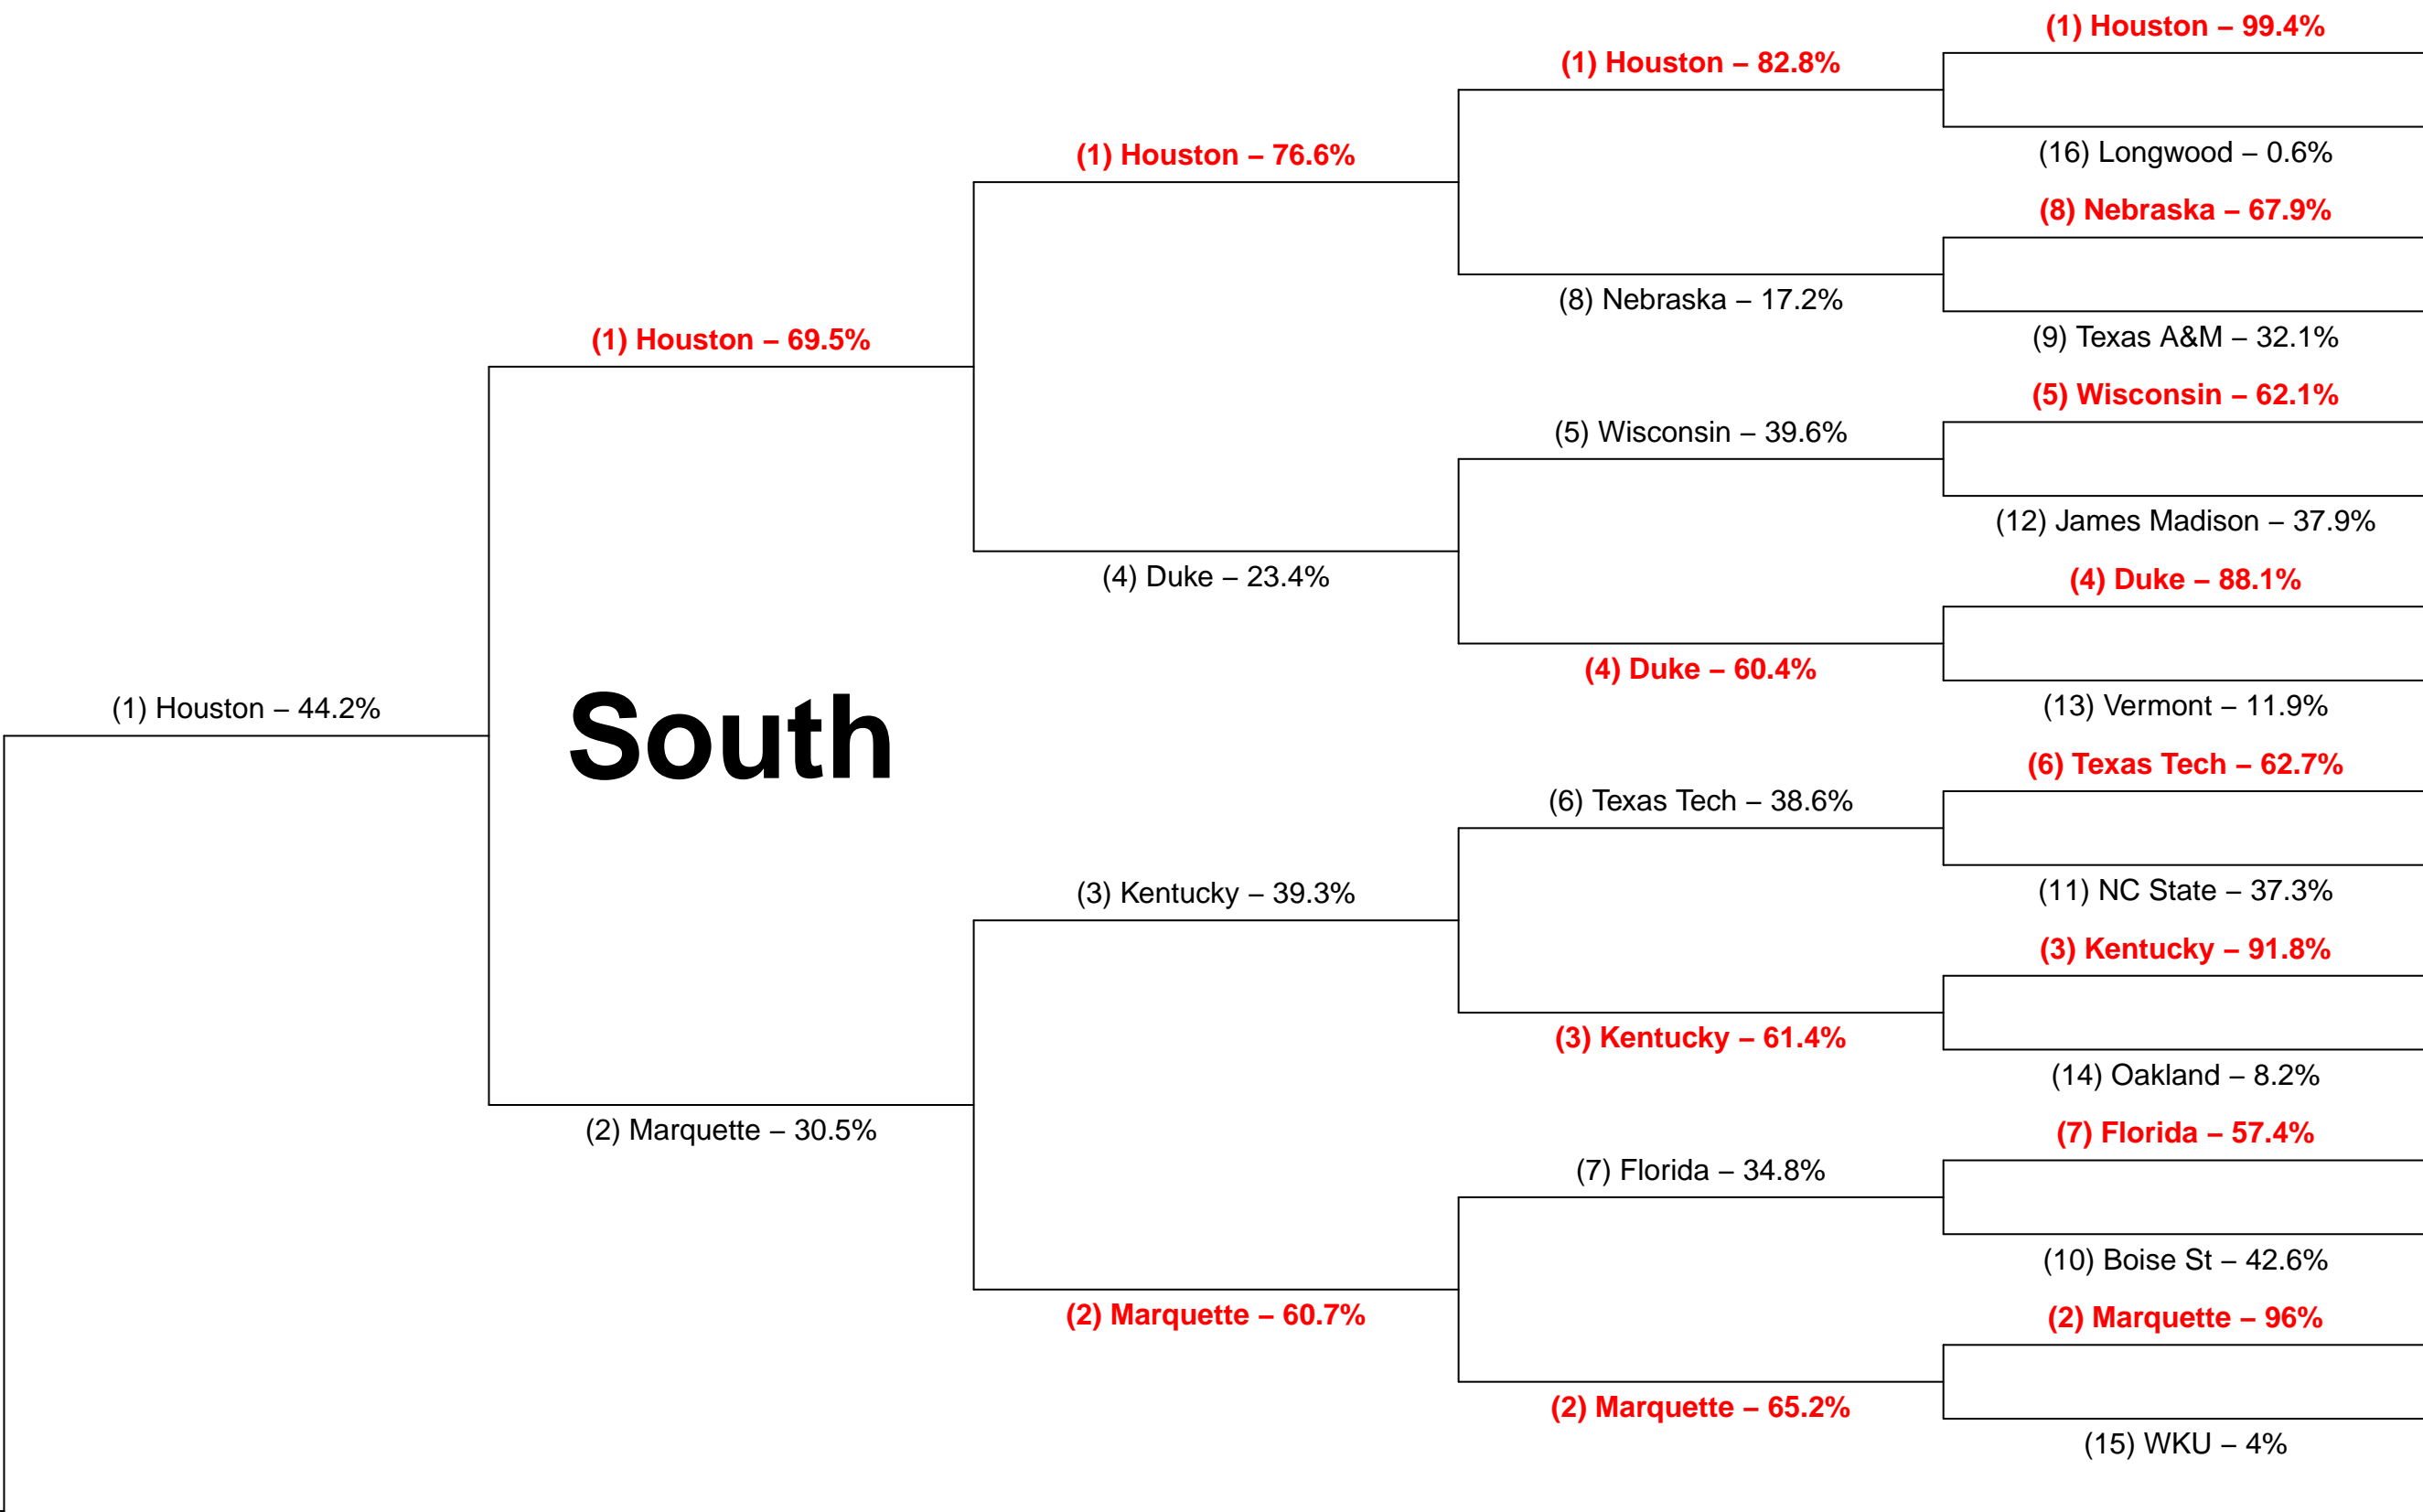 (1) Houston – 99.4%
(1) Houston – 82.8%
(1) Houston – 76.6%
(16) Longwood – 0.6%
(8) Nebraska – 67.9%
(8) Nebraska – 17.2%
(1) Houston – 69.5%
(9) Texas A&M – 32.1%
(5) Wisconsin – 62.1%
(5) Wisconsin – 39.6%
(12) James Madison – 37.9%
(4) Duke – 23.4%
(4) Duke – 88.1%
(4) Duke – 60.4%
(1) Houston – 44.2%
South
(13) Vermont – 11.9%
(6) Texas Tech – 62.7%
(6) Texas Tech – 38.6%
(3) Kentucky – 39.3%
(11) NC State – 37.3%
(3) Kentucky – 91.8%
(3) Kentucky – 61.4%
(14) Oakland – 8.2%
(2) Marquette – 30.5%
(7) Florida – 57.4%
(7) Florida – 34.8%
(10) Boise St – 42.6%
(2) Marquette – 60.7%
(2) Marquette – 96%
(2) Marquette – 65.2%
(15) WKU – 4%